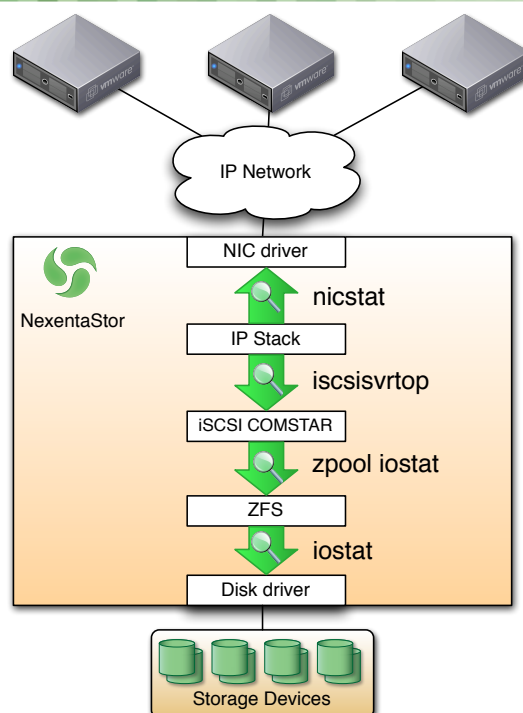 vmware
vmware
vmware
IP Network
NIC driver
NexentaStor
nicstat
IP Stack
iscsisvrtop
iSCSI COMSTAR
zpool iostat
ZFS
iostat
Disk driver
Storage Devices